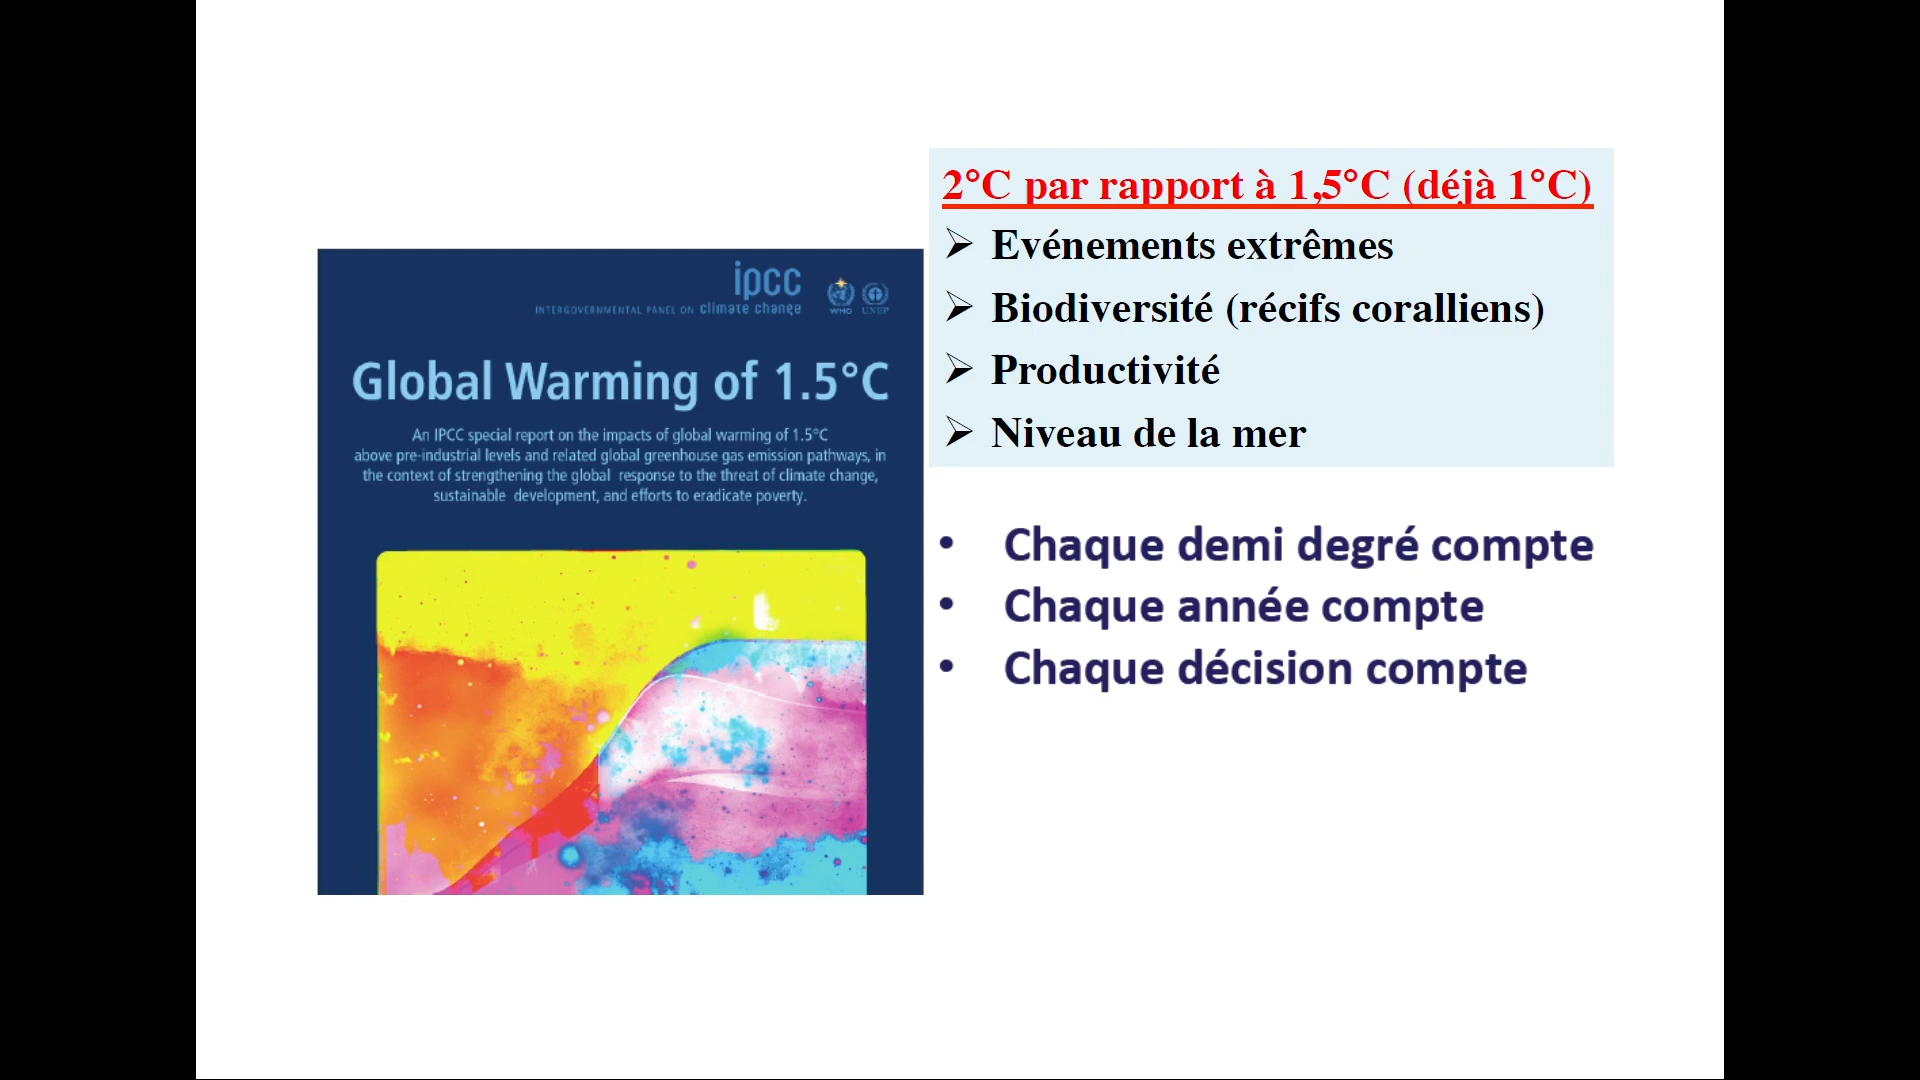 ipcc
INTERGOVERNMENTAL PANEL ON climate change
WMO UNEP
Global Warming of 1.5°C
An IPCC special report on the impacts of global warming of 1.5°C
above pre-industrial levels and related global greenhouse gas emission pathways, in
the context of strengthening the global response to the threat of climate change,
sustainable development, and efforts to eradicate poverty.
2°C par rapport à 1,5°C (déjà 1°C)
➢ Evénements extrêmes
➢ Biodiversité (récifs coralliens)
➢ Productivité
➢ Niveau de la mer
• Chaque demi degré compte
• Chaque année compte
• Chaque décision compte